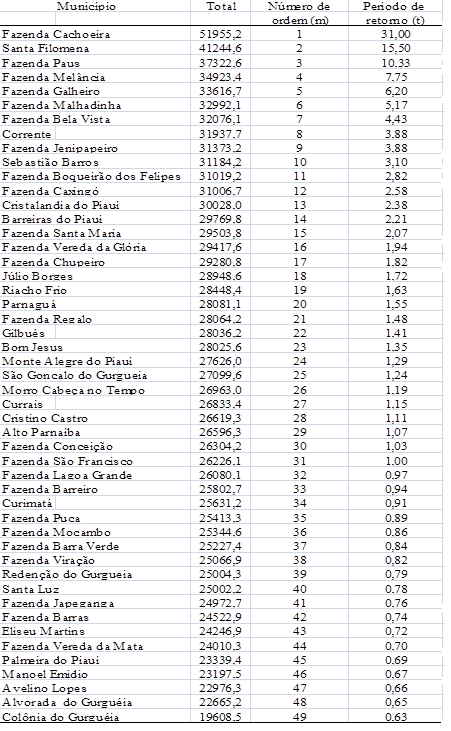 Município Total Número de ordem (m) Período de retorno (t)
Fazenda Cachoeira 51955,2 1 31,00
Santa Filomena 41244,6 2 15,50
Fazenda Paus 37322,6 3 10,33
Fazenda Melância 34923,4 4 7,75
Fazenda Galheiro 33616,7 5 6,20
Fazenda Malhadinha 32992,1 6 5,17
Fazenda Bela Vista 32076,1 7 4,43
Corrente 31937,7 8 3,88
Fazenda Jenipapeiro 31373,2 9 3,88
Sebastião Barros 31184,2 10 3,10
Fazenda Boqueirão dos Felipes 31019,2 11 2,82
Fazenda Caxingó 31006,7 12 2,58
Cristalandia do Piaui 30028,0 13 2,38
Barreiras do Piaui 29769,8 14 2,21
Fazenda Santa Maria 29503,8 15 2,07
Fazenda Vereda da Glória 29417,6 16 1,94
Fazenda Chupeiro 29280,8 17 1,82
Júlio Borges 28948,6 18 1,72
Riacho Frio 28448,4 19 1,63
Parnaguá 28081,1 20 1,55
Fazenda Regalo 28064,2 21 1,48
Gilbués 28036,2 22 1,41
Bom Jesus 28025,6 23 1,35
Monte Alegre do Piaui 27626,0 24 1,29
São Goncalo do Gurgueia 27099,6 25 1,24
Morro Cabeça no Tempo 26963,0 26 1,19
Currais 26833,4 27 1,15
Cristino Castro 26619,3 28 1,11
Alto Parnaiba 26596,3 29 1,07
Fazenda Conceição 26304,2 30 1,03
Fazenda São Francisco 26226,1 31 1,00
Fazenda Lagoa Grande 26080,1 32 0,97
Fazenda Barreiro 25802,7 33 0,94
Curimatá 25631,2 34 0,91
Fazenda Puca 25413,3 35 0,89
Fazenda Mocambo 25344,6 36 0,86
Fazenda Barra Verde 25227,4 37 0,84
Fazenda Viração 25066,9 38 0,82
Redenção do Gurgueia 25004,3 39 0,79
Santa Luz 25002,2 40 0,78
Fazenda Japeganga 24972,7 41 0,76
Fazenda Barras 24522,9 42 0,74
Eliseu Martins 24246,9 43 0,72
Fazenda Vereda da Mata 24010,3 44 0,70
Palmeira do Piaui 23339,4 45 0,69
Manoel Emidio 23197,5 46 0,67
Avelino Lopes 22976,3 47 0,66
Alvorada do Gurguéia 22665,2 48 0,65
Colônia do Gurguéia 19608,5 49 0,63